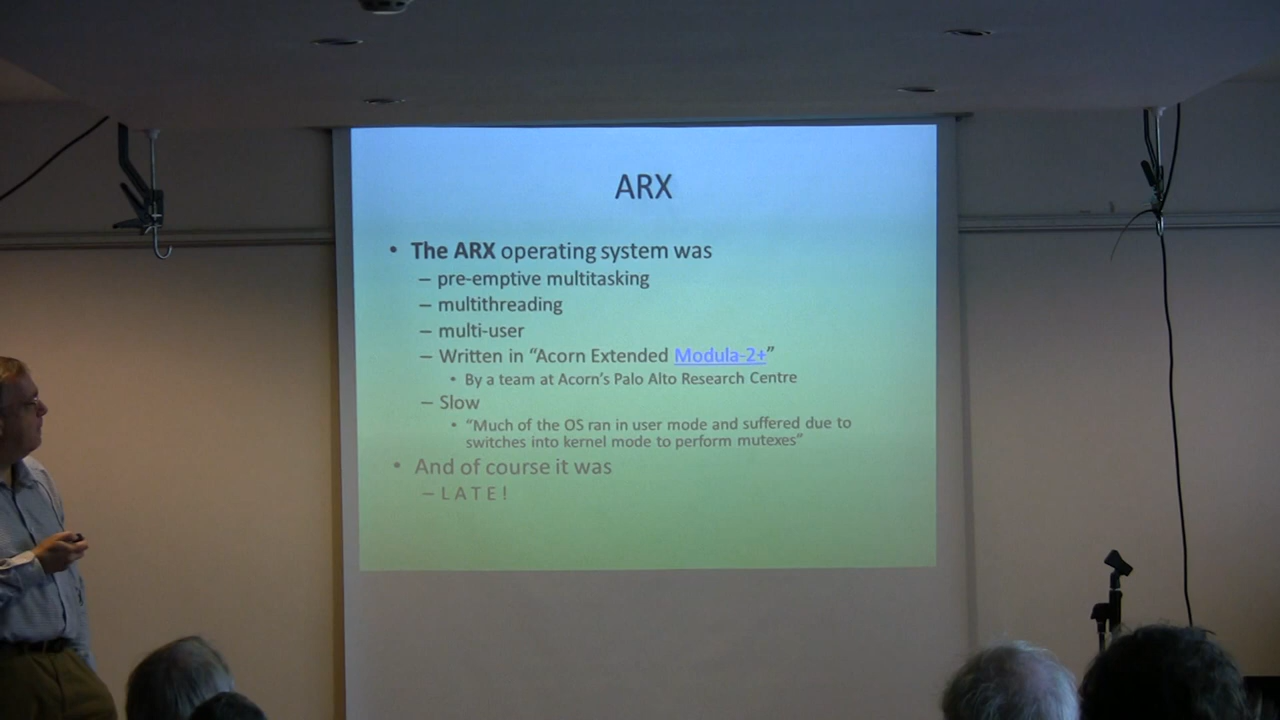 ARX
• The ARX operating system was
– pre-emptive multitasking
– multithreading
– multi-user
– Written in “Acorn Extended Modula-2+”
• By a team at Acorn’s Palo Alto Research Centre
– Slow
• “Much of the OS ran in user mode and suffered due to
switches into kernel mode to perform mutexes”
• And of course it was
– L A T E !